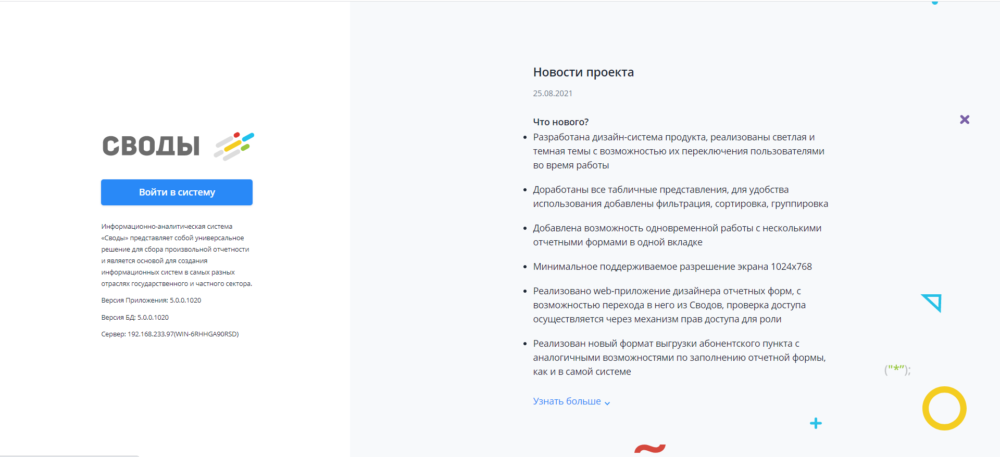 СВОДЫ
Войти в систему
Информационно-аналитическая система
«Своды» представляет собой универсальное
решение для сбора произвольной отчетности
и является основой для создания
информационных систем в самых разных
отраслях государственного и частного сектора.
Версия Приложения: 5.0.0.1020
Версия БД: 5.0.0.1020
Сервер: 192.168.233.97(WIN-6RHHGA90RSD)
Новости проекта
25.08.2021
Что нового?
• Разработана дизайн-система продукта, реализованы светлая и
темная темы с возможностью их переключения пользователями
во время работы
• Доработаны все табличные представления, для удобства
использования добавлены фильтрация, сортировка, группировка
• Добавлена возможность одновременной работы с несколькими
отчетными формами в одной вкладке
• Минимальное поддерживаемое разрешение экрана 1024x768
• Реализовано web-приложение дизайнера отчетных форм, с
возможностью перехода в него из Сводов, проверка доступа
осуществляется через механизм прав доступа для роли
• Реализован новый формат выгрузки абонентского пункта с
аналогичными возможностями по заполнению отчетной формы,
как и в самой системе
Узнать больше
("*");